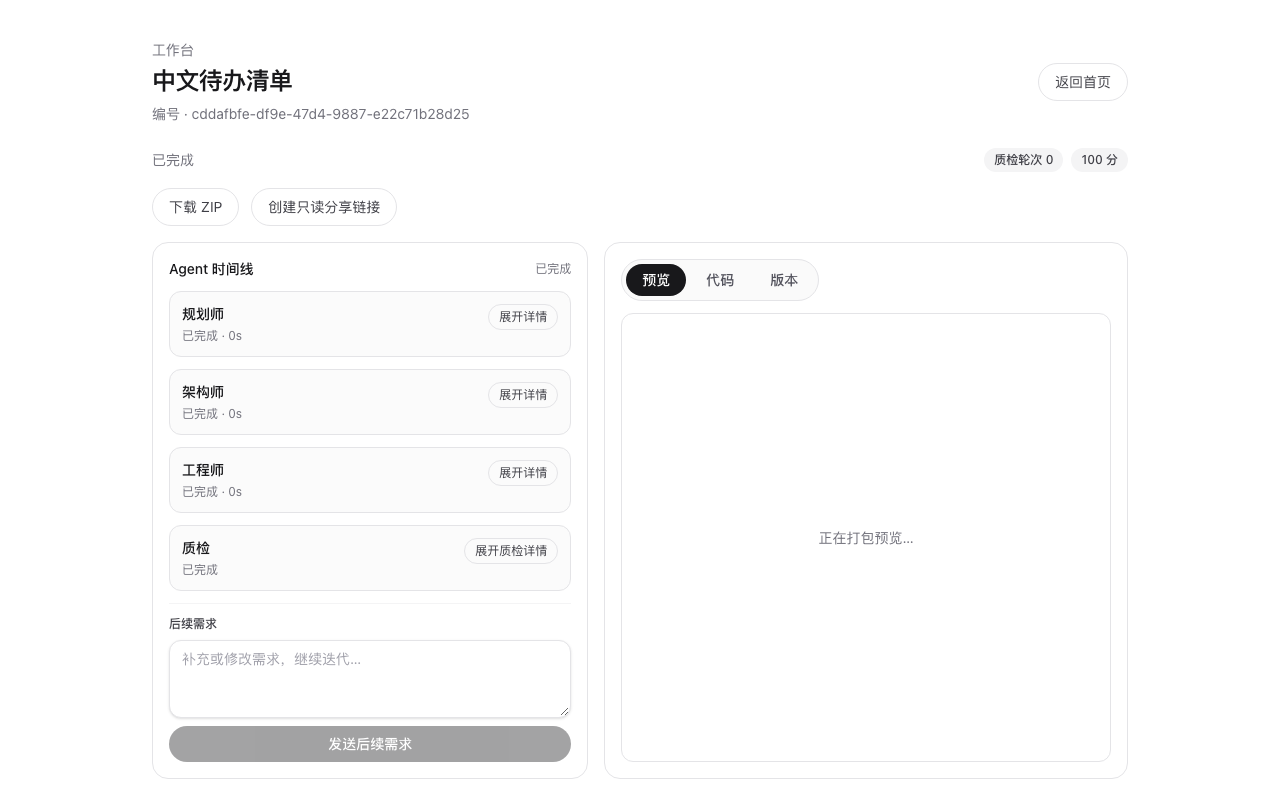 工作台
中文待办清单
返回首页
编号 · cddafbfe-df9e-47d4-9887-e22c71b28d25
已完成
质检轮次 0
100 分
下载 ZIP
创建只读分享链接
Agent 时间线
已完成
规划师
已完成 · 0s
展开详情
架构师
已完成 · 0s
展开详情
工程师
已完成 · 0s
展开详情
质检
已完成
展开质检详情
后续需求
补充或修改需求，继续迭代...
发送后续需求
预览
代码
版本
正在打包预览...